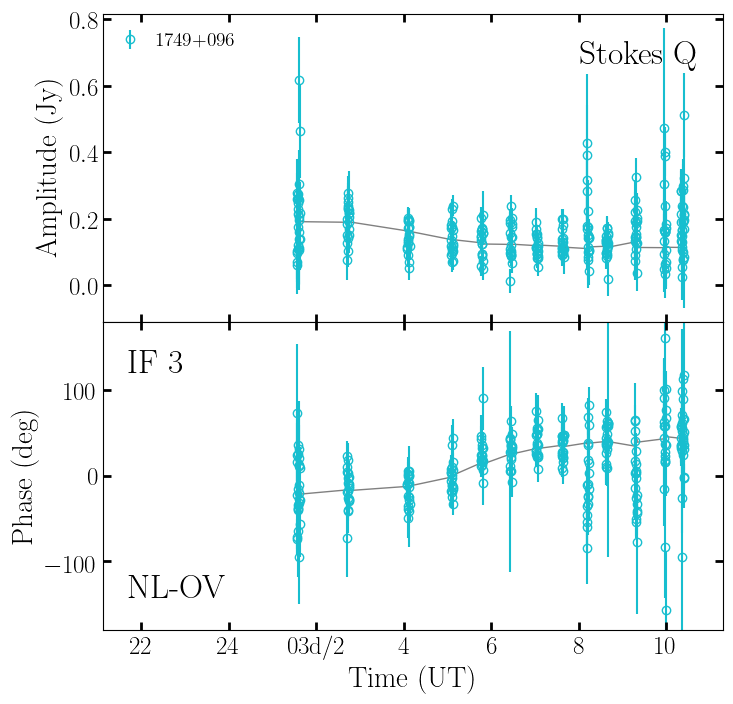 1749+096
Stokes Q
0.8
0.6
0.4
0.2
0.0
Amplitude (Jy)
IF 3
100
0
−100
Phase (deg)
NL-OV
22 24 03d/2 4 6 8 10
Time (UT)